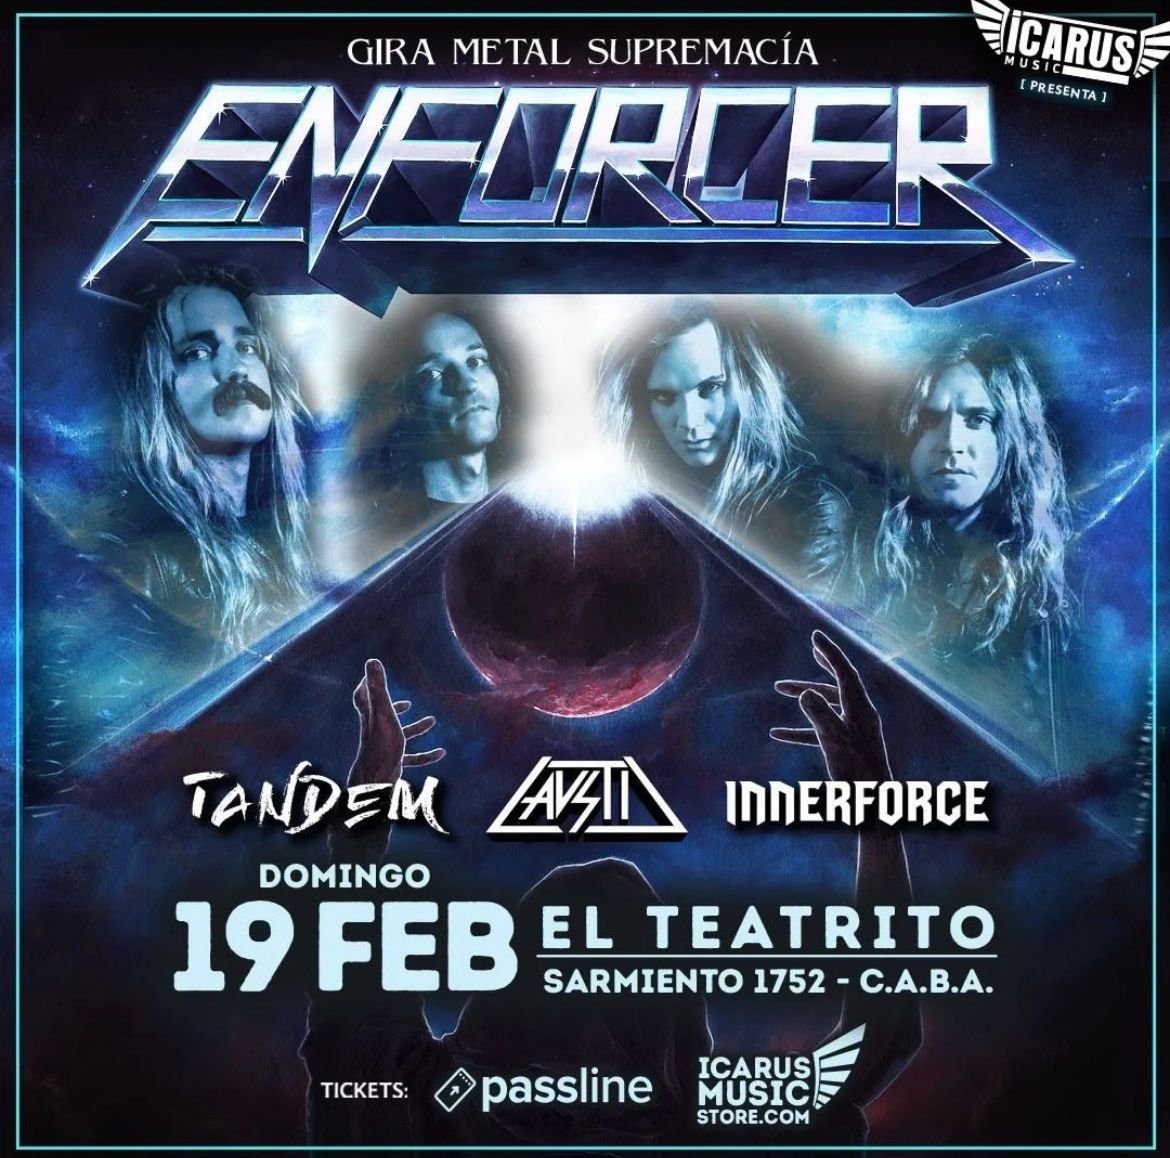 GIRA METAL SUPREMACÍA
ICARUS
MUSIC
[ PRESENTA ]
ENFORCER
TANDEM
INNERFORCE
DOMINGO
19 FEB
EL TEATRITO
SARMIENTO 1752 - C.A.B.A.
TICKETS:
passline
ICARUS
MUSIC
STORE.COM